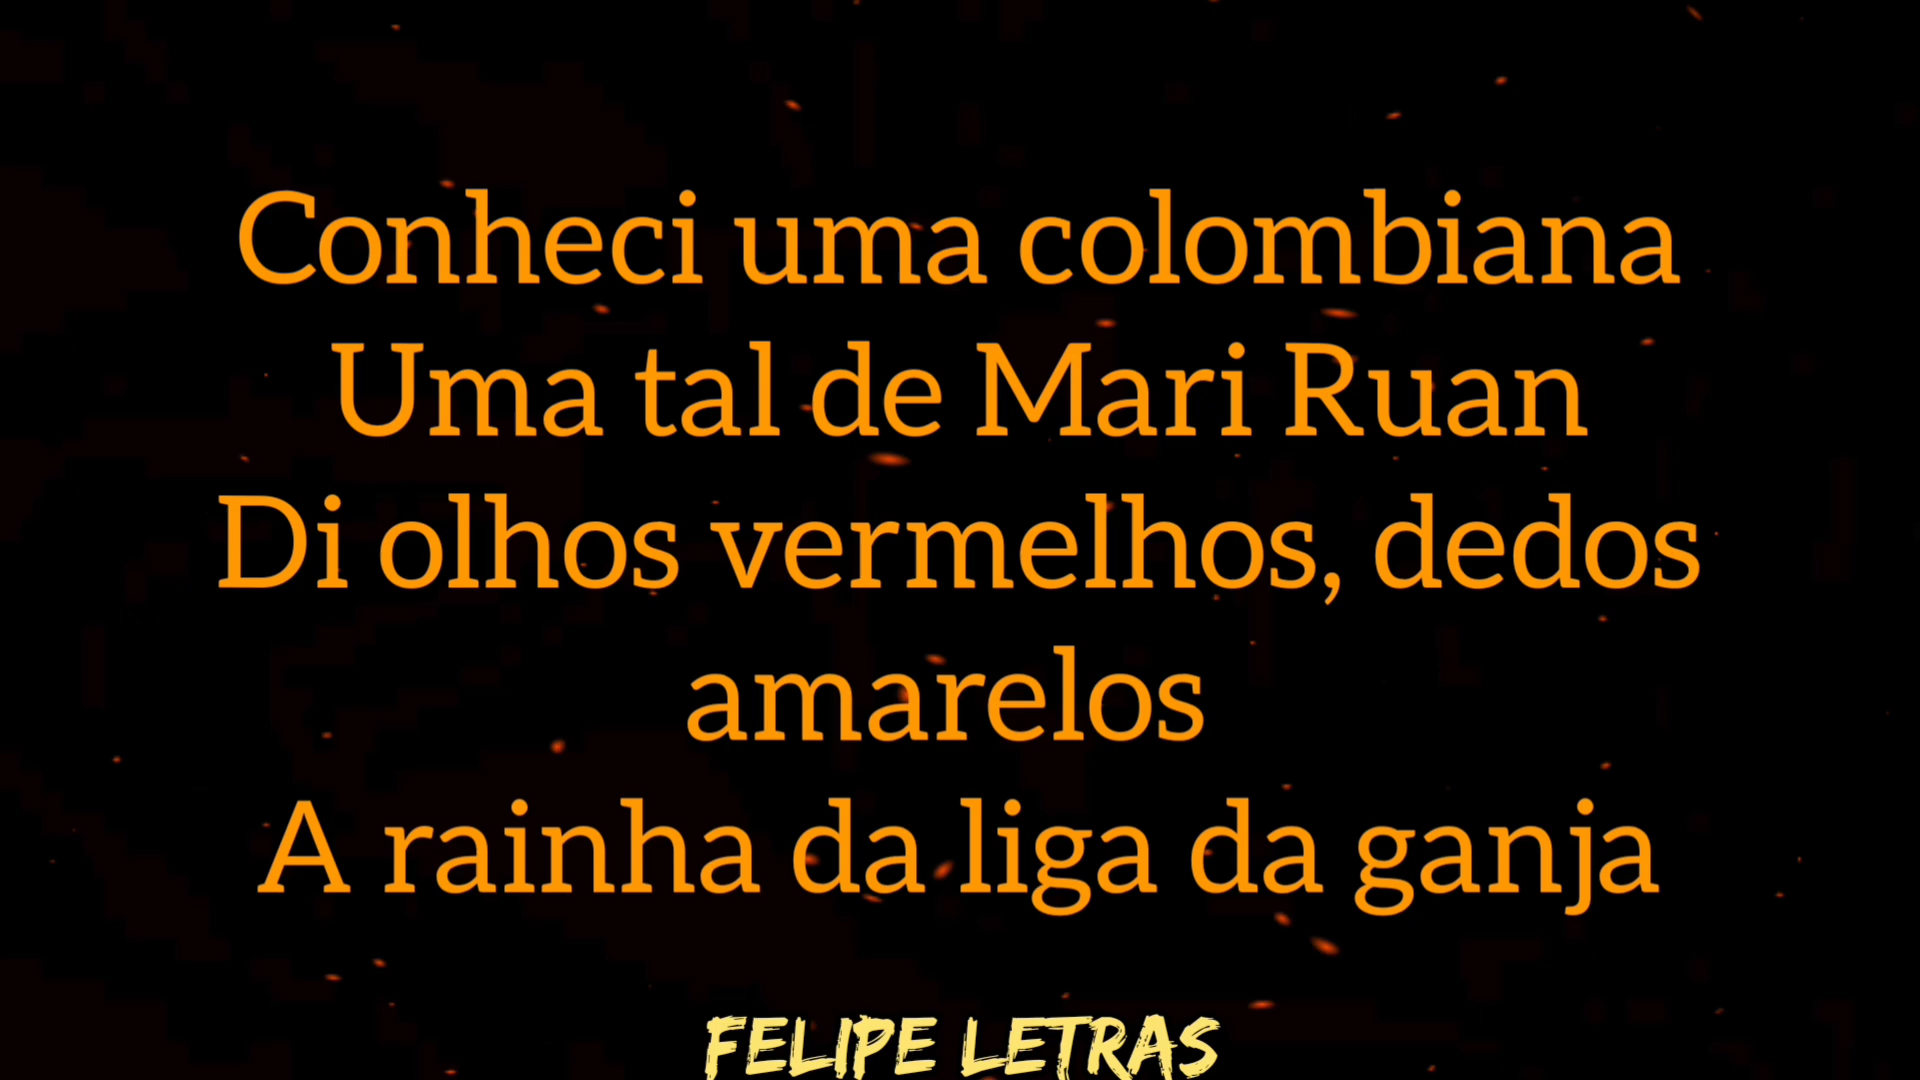 Conheci uma colombiana
Uma tal de Mari Ruan
Di olhos vermelhos, dedos
amarelos
A rainha da liga da ganja
FELIPE LETRAS